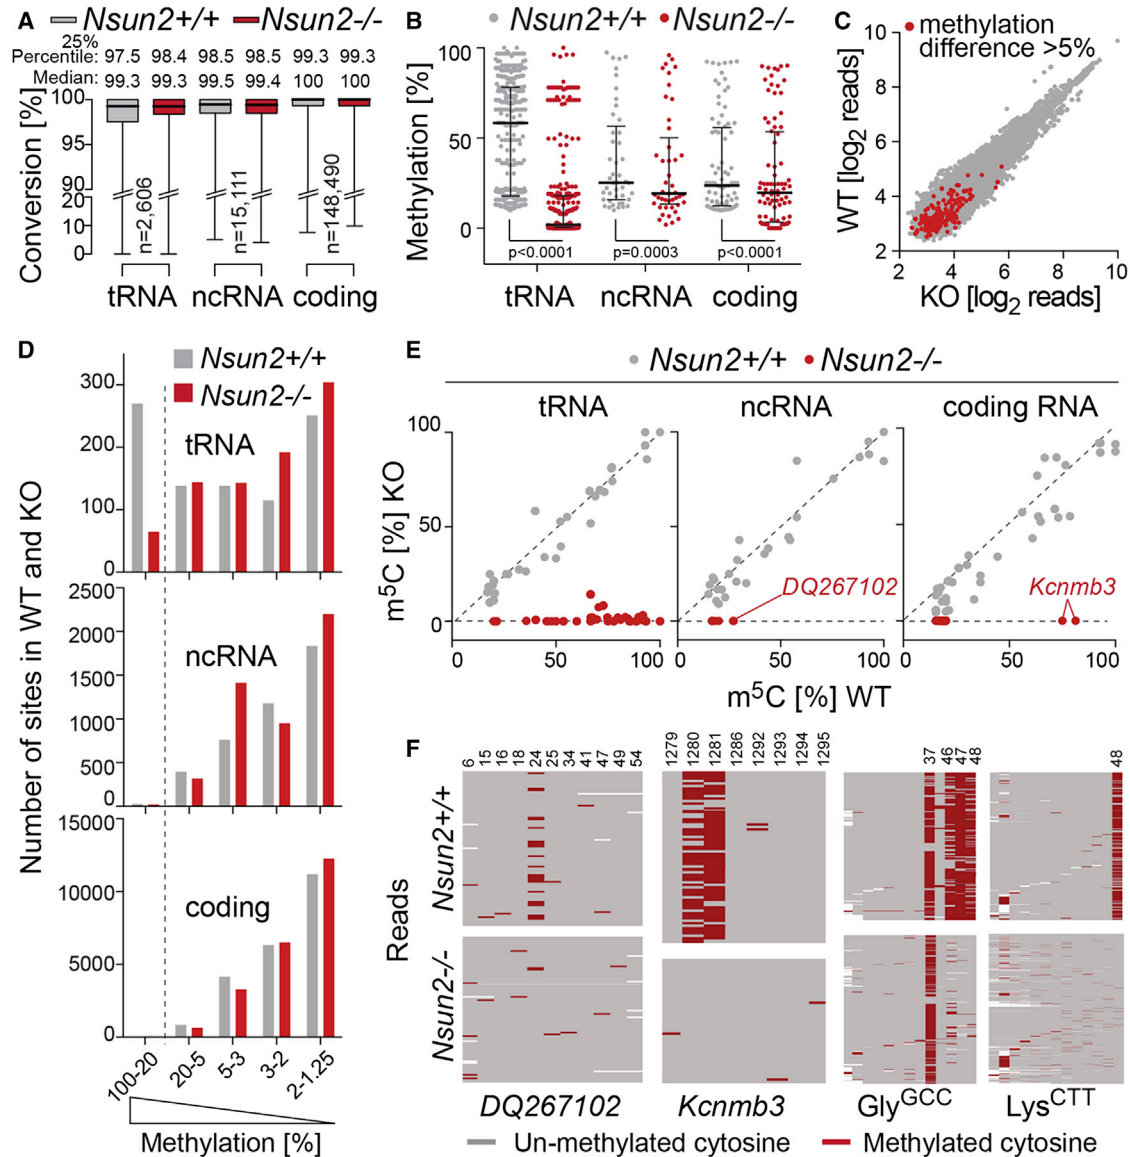 A
Nsun2+/+ Nsun2-/-
25%
Percentile: 97.5 98.4 98.5 98.5 99.3 99.3
Median: 99.3 99.3 99.5 99.4 100 100
Conversion [%]
100
95
90
20
10
0
n=2,606
n=15,111
n=148,490
tRNA ncRNA coding
B
Nsun2+/+ Nsun2-/-
Methylation [%]
100
50
0
p<0.0001 p=0.0003 p<0.0001
tRNA ncRNA coding
C
methylation
difference >5%
WT [log2 reads]
10
8
6
4
2
2 4 6 8 10
KO [log2 reads]
D
Nsun2+/+
Nsun2-/-
Number of sites in WT and KO
tRNA
300
200
100
0
ncRNA
2500
2000
1500
1000
500
0
coding
15000
10000
5000
0
100-20 20-5 5-3 3-2 2-1.25
Methylation [%]
E
Nsun2+/+ Nsun2-/-
tRNA ncRNA coding RNA
m5C [%] KO
100
50
0
DQ267102
Kcnmb3
0 50 100 0 50 100 0 50 100
m5C [%] WT
F
6 15 16 18 24 25 34 41 47 49 54
1279 1280 1281 1286 1292 1293 1294 1295
37 46 47 48
48
Reads
Nsun2+/+
Nsun2-/-
DQ267102 Kcnmb3 GlyGCC LysCTT
Un-methylated cytosine Methylated cytosine